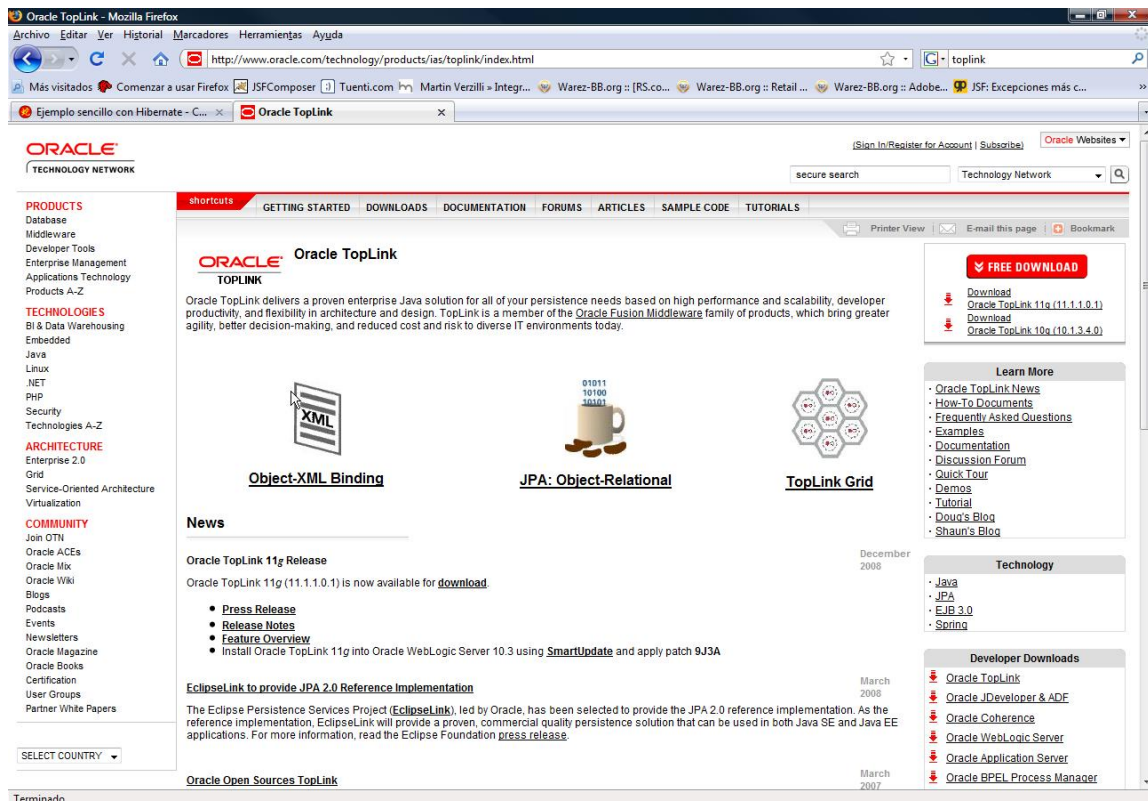 Oracle TopLink - Mozilla Firefox
Archivo Editar Ver Historial Marcadores Herramientas Ayuda
http://www.oracle.com/technology/products/ias/toplink/index.html
toplink
Más visitados Comenzar a usar Firefox JSFComposer Tuenti.com Martin Verzilli » Integr... Warez-BB.org :: [RS.co... Warez-BB.org :: Retail ... Warez-BB.org :: Adobe... JSF: Excepciones más c... »
Ejemplo sencillo con Hibernate - C...
Oracle TopLink
ORACLE
TECHNOLOGY NETWORK
(Sign In/Register for Account | Subscribe)
Oracle Websites
secure search
Technology Network
PRODUCTS
Database
Middleware
Developer Tools
Enterprise Management
Applications Technology
Products A-Z
TECHNOLOGIES
BI & Data Warehousing
Embedded
Java
Linux
.NET
PHP
Security
Technologies A-Z
ARCHITECTURE
Enterprise 2.0
Grid
Service-Oriented Architecture
Virtualization
COMMUNITY
Join OTN
Oracle ACEs
Oracle Mix
Oracle Wiki
Blogs
Podcasts
Events
Newsletters
Oracle Magazine
Oracle Books
Certification
User Groups
Partner White Papers
SELECT COUNTRY
shortcuts GETTING STARTED DOWNLOADS DOCUMENTATION FORUMS ARTICLES SAMPLE CODE TUTORIALS
Printer View E-mail this page Bookmark
ORACLE
TOPLINK
Oracle TopLink
Oracle TopLink delivers a proven enterprise Java solution for all of your persistence needs based on high performance and scalability, developer
productivity, and flexibility in architecture and design. TopLink is a member of the Oracle Fusion Middleware family of products, which bring greater
agility, better decision-making, and reduced cost and risk to diverse IT environments today.
XML
01011
10100
10101
Object-XML Binding
JPA: Object-Relational
TopLink Grid
News
Oracle TopLink 11g Release
December
2008
Oracle TopLink 11g (11.1.1.0.1) is now available for download.
• Press Release
• Release Notes
• Feature Overview
• Install Oracle TopLink 11g into Oracle WebLogic Server 10.3 using SmartUpdate and apply patch 9J3A
EclipseLink to provide JPA 2.0 Reference Implementation
March
2008
The Eclipse Persistence Services Project (EclipseLink), led by Oracle, has been selected to provide the JPA 2.0 reference implementation. As the
reference implementation, EclipseLink will provide a proven, commercial quality persistence solution that can be used in both Java SE and Java EE
applications. For more information, read the Eclipse Foundation press release.
Oracle Open Sources TopLink
March
2007
FREE DOWNLOAD
Download
Oracle TopLink 11g (11.1.1.0.1)
Download
Oracle TopLink 10g (10.1.3.4.0)
Learn More
· Oracle TopLink News
· How-To Documents
· Frequently Asked Questions
· Examples
· Documentation
· Discussion Forum
· Quick Tour
· Demos
· Tutorial
· Doug's Blog
· Shaun's Blog
Technology
· Java
· JPA
· EJB 3.0
· Spring
Developer Downloads
Oracle TopLink
Oracle JDeveloper & ADF
Oracle Coherence
Oracle WebLogic Server
Oracle Application Server
Oracle BPEL Process Manager
Terminado